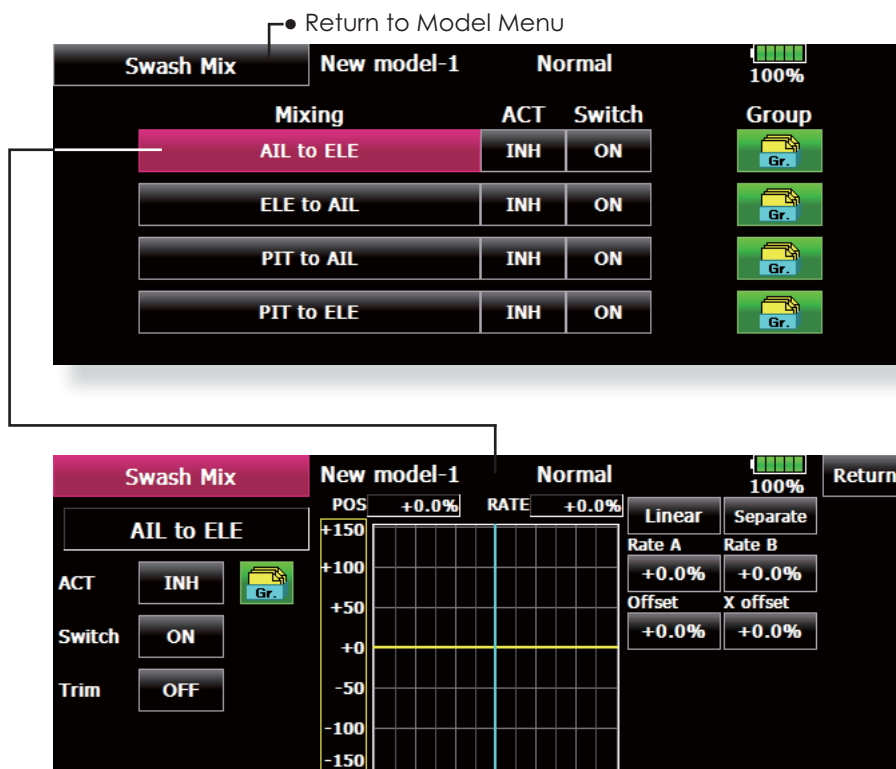 Return to Model Menu
Swash Mix New model-1 Normal 100%
Mixing ACT Switch Group
AIL to ELE INH ON Gr.
ELE to AIL INH ON Gr.
PIT to AIL INH ON Gr.
PIT to ELE INH ON Gr.
Swash Mix New model-1 Normal 100% Return
POS +0.0% RATE +0.0% Linear Separate
AIL to ELE
+150
Rate A Rate B
ACT INH Gr. +100 +0.0% +0.0%
Offset X offset
+50
Switch ON +0 +0.0% +0.0%
Trim OFF -50
-100
-150